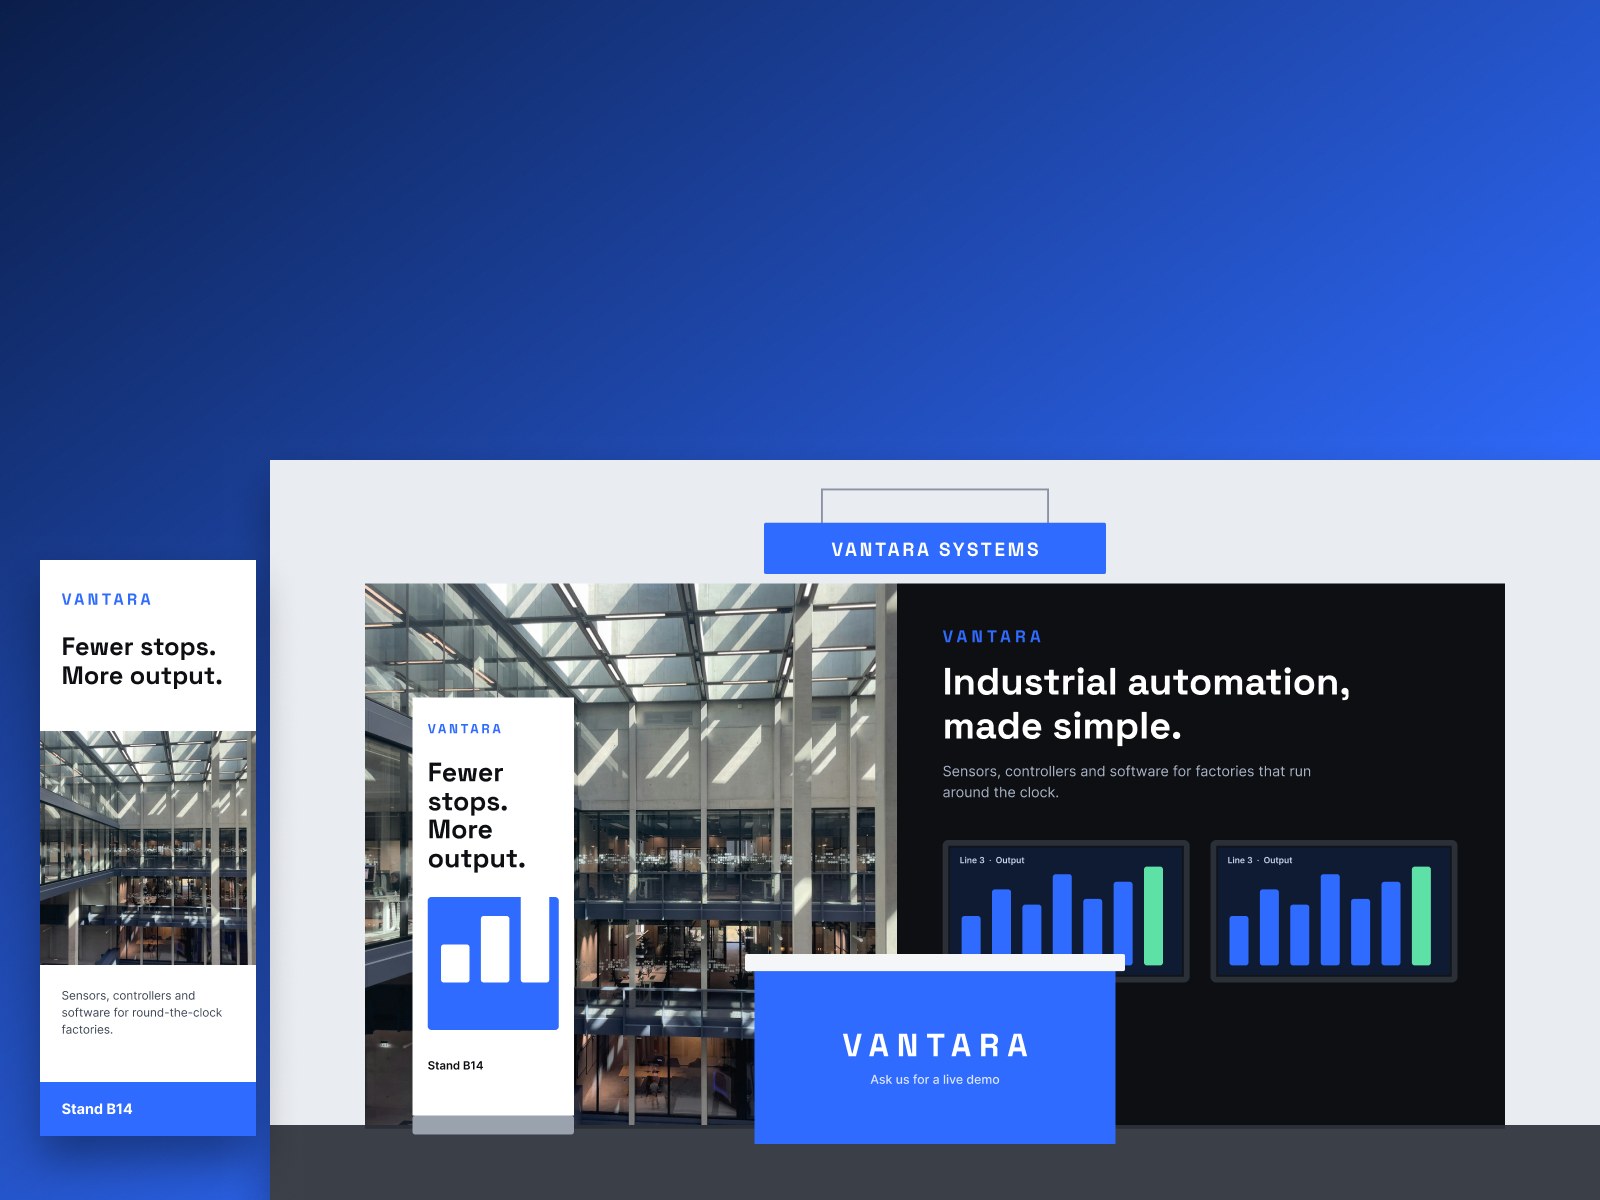 VANTARA SYSTEMS
VANTARA
Fewer stops.
More output.
Sensors, controllers and
software for round-the-clock
factories.
Stand B14
VANTARA
Fewer
stops.
More
output.
Stand B14
VANTARA
Industrial automation,
made simple.
Sensors, controllers and software for factories that run
around the clock.
Line 3 · Output
Line 3 · Output
VANTARA
Ask us for a live demo